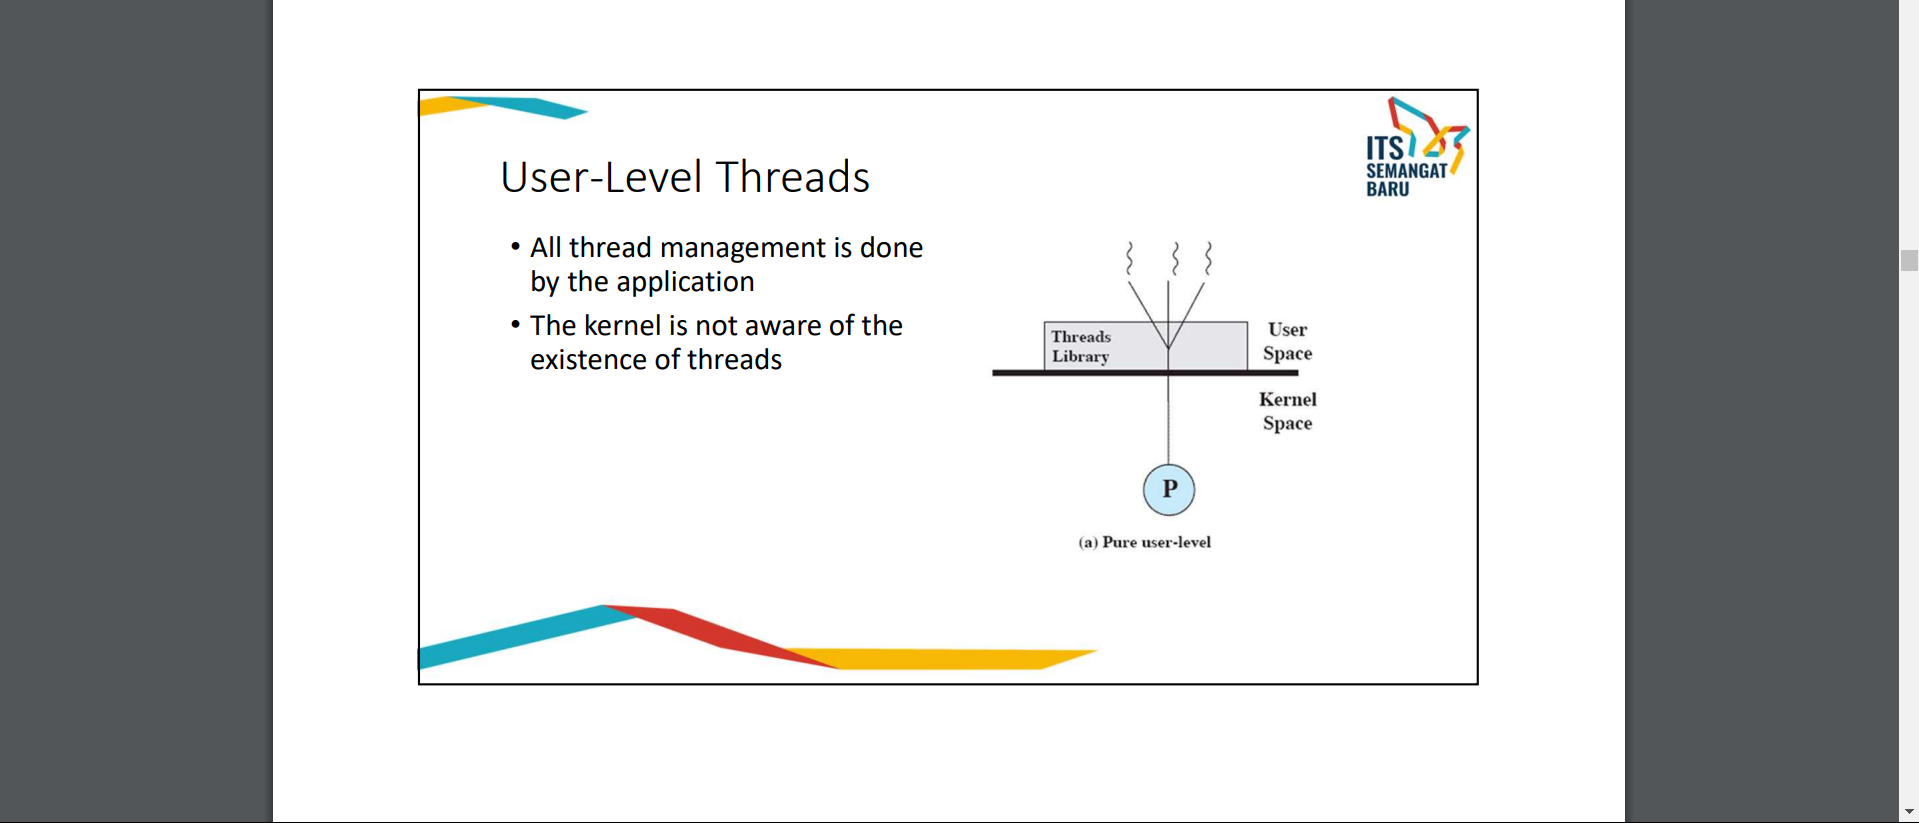 ITS
SEMANGAT
BARU
User-Level Threads
• All thread management is done
by the application
• The kernel is not aware of the
existence of threads
Threads
Library
User
Space
Kernel
Space
P
(a) Pure user-level